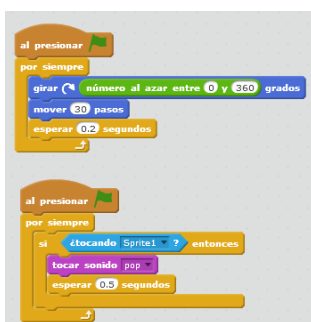 al presionar
por siempre
girar número al azar entre 0 y 360 grados
mover 30 pasos
esperar 0.2 segundos
al presionar
por siempre
si ¿tocando Sprite1 ? entonces
tocar sonido pop
esperar 0.5 segundos